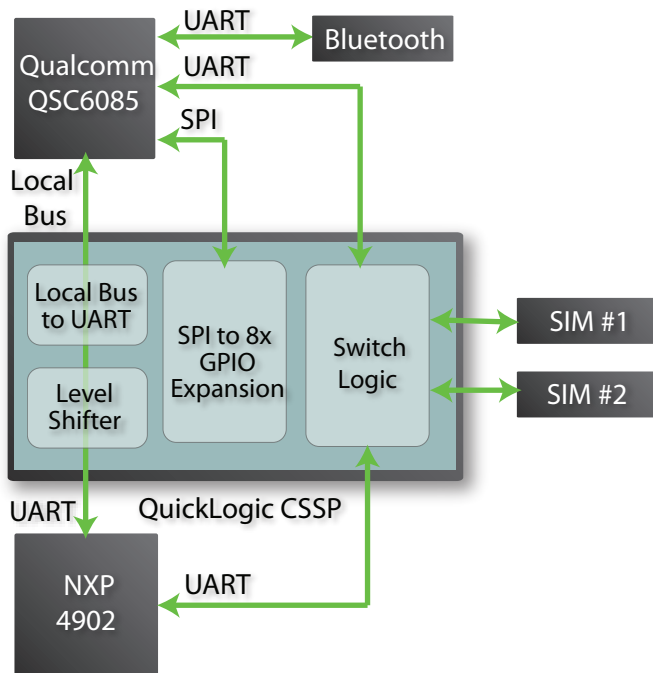 UART
Bluetooth
Qualcomm
QSC6085
UART
SPI
Local
Bus
Local Bus
to UART
SPI to 8x
GPIO
Expansion
Switch
Logic
Level
Shifter
SIM #1
SIM #2
UART
QuickLogic CSSP
NXP
4902
UART